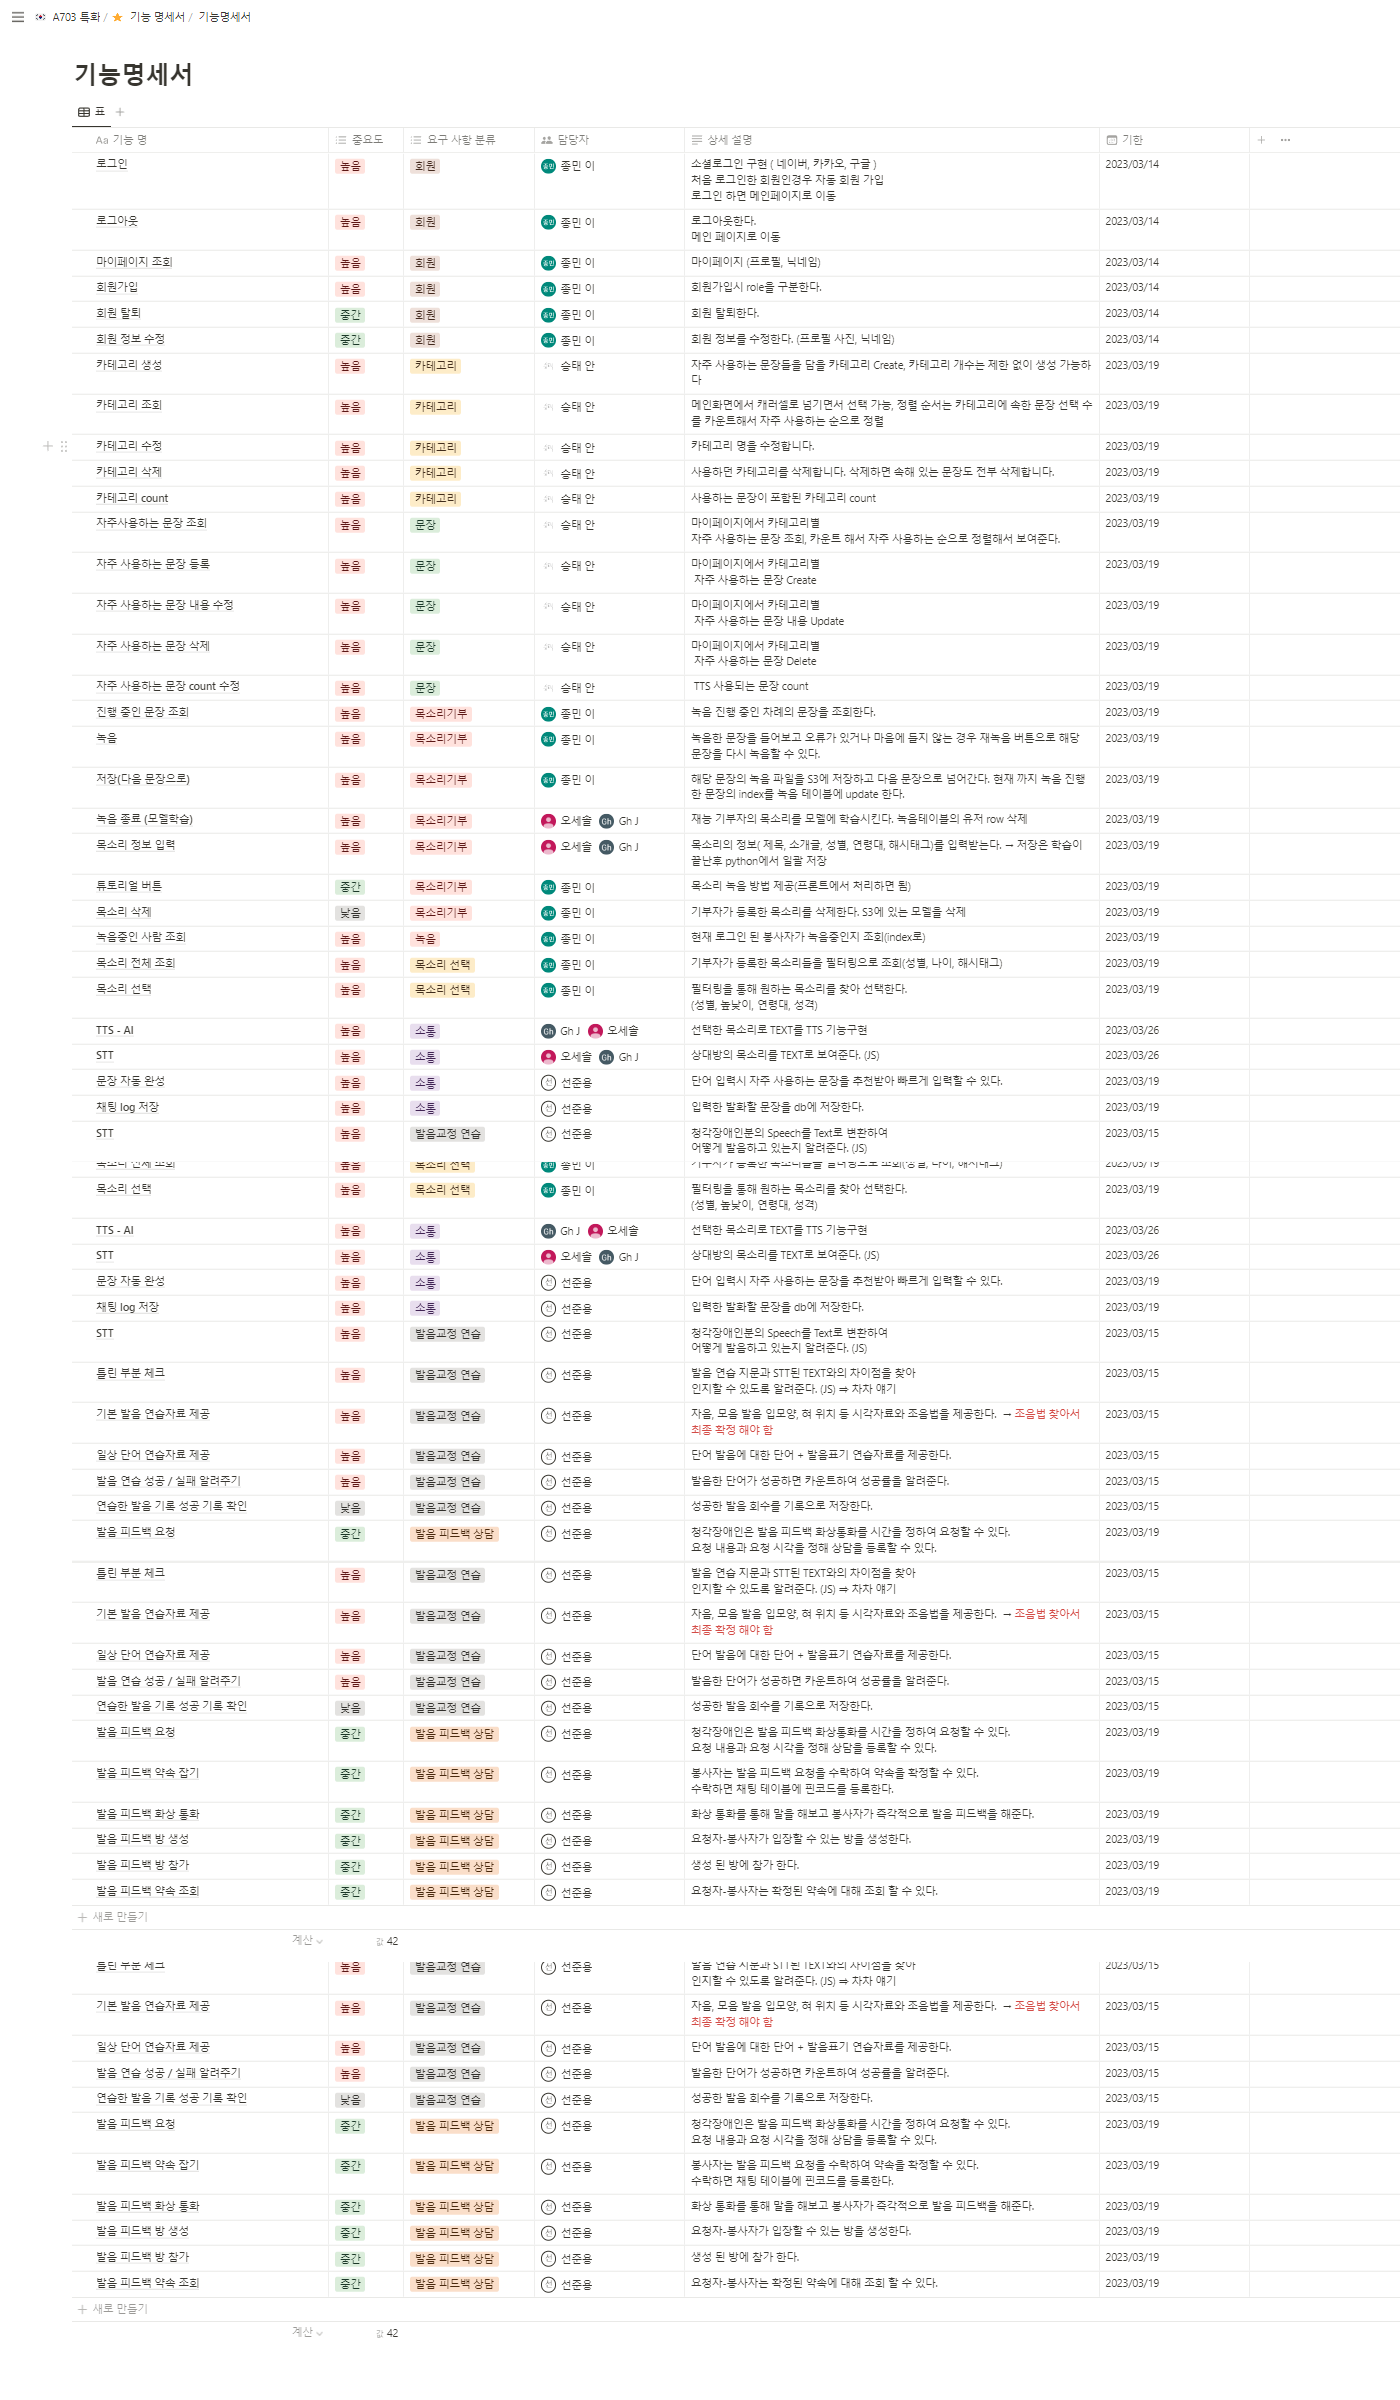 A703 특화 / 기능 명세서 / 기능명세서
기능명세서
표
Aa 기능 명 중요도 요구 사항 분류 담당자 상세 설명 기한
로그인 높음 회원 종민 이 소셜로그인 구현 ( 네이버, 카카오, 구글 ) 2023/03/14
처음 로그인한 회원인경우 자동 회원 가입
로그인 하면 메인페이지로 이동
로그아웃 높음 회원 종민 이 로그아웃한다. 2023/03/14
메인 페이지로 이동
마이페이지 조회 높음 회원 종민 이 마이페이지 (프로필, 닉네임) 2023/03/14
회원가입 높음 회원 종민 이 회원가입시 role을 구분한다. 2023/03/14
회원 탈퇴 중간 회원 종민 이 회원 탈퇴한다. 2023/03/14
회원 정보 수정 중간 회원 종민 이 회원 정보를 수정한다. (프로필 사진, 닉네임) 2023/03/14
카테고리 생성 높음 카테고리 승태 안 자주 사용하는 문장들을 담을 카테고리 Create, 카테고리 개수는 제한 없이 생성 가능하 2023/03/19
다
카테고리 조회 높음 카테고리 승태 안 메인화면에서 캐러셀로 넘기면서 선택 가능, 정렬 순서는 카테고리에 속한 문장 선택 수 2023/03/19
를 카운트해서 자주 사용하는 순으로 정렬
카테고리 수정 높음 카테고리 승태 안 카테고리 명을 수정합니다. 2023/03/19
카테고리 삭제 높음 카테고리 승태 안 사용하던 카테고리를 삭제합니다. 삭제하면 속해 있는 문장도 전부 삭제합니다. 2023/03/19
카테고리 count 높음 카테고리 승태 안 사용하는 문장이 포함된 카테고리 count 2023/03/19
자주사용하는 문장 조회 높음 문장 승태 안 마이페이지에서 카테고리별 2023/03/19
자주 사용하는 문장 조회, 카운트 해서 자주 사용하는 순으로 정렬해서 보여준다.
자주 사용하는 문장 등록 높음 문장 승태 안 마이페이지에서 카테고리별 2023/03/19
자주 사용하는 문장 Create
자주 사용하는 문장 내용 수정 높음 문장 승태 안 마이페이지에서 카테고리별 2023/03/19
자주 사용하는 문장 내용 Update
자주 사용하는 문장 삭제 높음 문장 승태 안 마이페이지에서 카테고리별 2023/03/19
자주 사용하는 문장 Delete
자주 사용하는 문장 count 수정 높음 문장 승태 안 TTS 사용되는 문장 count 2023/03/19
진행 중인 문장 조회 높음 목소리기부 종민 이 녹음 진행 중인 차례의 문장을 조회한다. 2023/03/19
녹음 높음 목소리기부 종민 이 녹음한 문장을 들어보고 오류가 있거나 마음에 들지 않는 경우 재녹음 버튼으로 해당 2023/03/19
문장을 다시 녹음할 수 있다.
저장(다음 문장으로) 높음 목소리기부 종민 이 해당 문장의 녹음 파일을 S3에 저장하고 다음 문장으로 넘어간다. 현재 까지 녹음 진행 2023/03/19
한 문장의 index를 녹음 테이블에 update 한다.
녹음 종료 (모델학습) 높음 목소리기부 오세솔 Gh J 재능 기부자의 목소리를 모델에 학습시킨다. 녹음테이블의 유저 row 삭제 2023/03/19
목소리 정보 입력 높음 목소리기부 오세솔 Gh J 목소리의 정보( 제목, 소개글, 성별, 연령대, 해시태그)를 입력받는다. → 저장은 학습이 2023/03/19
끝난후 python에서 일괄 저장
튜토리얼 버튼 중간 목소리기부 종민 이 목소리 녹음 방법 제공(프론트에서 처리하면 됨) 2023/03/19
목소리 삭제 낮음 목소리기부 종민 이 기부자가 등록한 목소리를 삭제한다. S3에 있는 모델을 삭제 2023/03/19
녹음중인 사람 조회 높음 녹음 종민 이 현재 로그인 된 봉사자가 녹음중인지 조회(index로) 2023/03/19
목소리 전체 조회 높음 목소리 선택 종민 이 기부자가 등록한 목소리들을 필터링으로 조회(성별, 나이, 해시태그) 2023/03/19
목소리 선택 높음 목소리 선택 종민 이 필터링을 통해 원하는 목소리를 찾아 선택한다. 2023/03/19
(성별, 높낮이, 연령대, 성격)
TTS - AI 높음 소통 Gh J 오세솔 선택한 목소리로 TEXT를 TTS 기능구현 2023/03/26
STT 높음 소통 오세솔 Gh J 상대방의 목소리를 TEXT로 보여준다. (JS) 2023/03/26
문장 자동 완성 높음 소통 선준용 단어 입력시 자주 사용하는 문장을 추천받아 빠르게 입력할 수 있다. 2023/03/19
채팅 log 저장 높음 소통 선준용 입력한 발화할 문장을 db에 저장한다. 2023/03/19
STT 높음 발음교정 연습 선준용 청각장애인분의 Speech를 Text로 변환하여 2023/03/15
어떻게 발음하고 있는지 알려준다. (JS)
목소리 전체 조회 높음 목소리 선택 종민 이 기부자가 등록한 목소리들을 필터링으로 조회(성별, 나이, 해시태그) 2023/03/19
목소리 선택 높음 목소리 선택 종민 이 필터링을 통해 원하는 목소리를 찾아 선택한다. 2023/03/19
(성별, 높낮이, 연령대, 성격)
TTS - AI 높음 소통 Gh J 오세솔 선택한 목소리로 TEXT를 TTS 기능구현 2023/03/26
STT 높음 소통 오세솔 Gh J 상대방의 목소리를 TEXT로 보여준다. (JS) 2023/03/26
문장 자동 완성 높음 소통 선준용 단어 입력시 자주 사용하는 문장을 추천받아 빠르게 입력할 수 있다. 2023/03/19
채팅 log 저장 높음 소통 선준용 입력한 발화할 문장을 db에 저장한다. 2023/03/19
STT 높음 발음교정 연습 선준용 청각장애인분의 Speech를 Text로 변환하여 2023/03/15
어떻게 발음하고 있는지 알려준다. (JS)
틀린 부분 체크 높음 발음교정 연습 선준용 발음 연습 지문과 STT된 TEXT와의 차이점을 찾아 2023/03/15
인지할 수 있도록 알려준다. (JS) ⇒ 차차 얘기
기본 발음 연습자료 제공 높음 발음교정 연습 선준용 자음, 모음 발음 입모양, 혀 위치 등 시각자료와 조음법을 제공한다. → 조음법 찾아서 2023/03/15
최종 확정 해야 함
일상 단어 연습자료 제공 높음 발음교정 연습 선준용 단어 발음에 대한 단어 + 발음표기 연습자료를 제공한다. 2023/03/15
발음 연습 성공 / 실패 알려주기 높음 발음교정 연습 선준용 발음한 단어가 성공하면 카운트하여 성공률을 알려준다. 2023/03/15
연습한 발음 기록 성공 기록 확인 낮음 발음교정 연습 선준용 성공한 발음 회수를 기록으로 저장한다. 2023/03/15
발음 피드백 요청 중간 발음 피드백 상담 선준용 청각장애인은 발음 피드백 화상통화를 시간을 정하여 요청할 수 있다. 2023/03/19
요청 내용과 요청 시각을 정해 상담을 등록할 수 있다.
틀린 부분 체크 높음 발음교정 연습 선준용 발음 연습 지문과 STT된 TEXT와의 차이점을 찾아 2023/03/15
인지할 수 있도록 알려준다. (JS) ⇒ 차차 얘기
기본 발음 연습자료 제공 높음 발음교정 연습 선준용 자음, 모음 발음 입모양, 혀 위치 등 시각자료와 조음법을 제공한다. → 조음법 찾아서 2023/03/15
최종 확정 해야 함
일상 단어 연습자료 제공 높음 발음교정 연습 선준용 단어 발음에 대한 단어 + 발음표기 연습자료를 제공한다. 2023/03/15
발음 연습 성공 / 실패 알려주기 높음 발음교정 연습 선준용 발음한 단어가 성공하면 카운트하여 성공률을 알려준다. 2023/03/15
연습한 발음 기록 성공 기록 확인 낮음 발음교정 연습 선준용 성공한 발음 회수를 기록으로 저장한다. 2023/03/15
발음 피드백 요청 중간 발음 피드백 상담 선준용 청각장애인은 발음 피드백 화상통화를 시간을 정하여 요청할 수 있다. 2023/03/19
요청 내용과 요청 시각을 정해 상담을 등록할 수 있다.
발음 피드백 약속 잡기 중간 발음 피드백 상담 선준용 봉사자는 발음 피드백 요청을 수락하여 약속을 확정할 수 있다. 2023/03/19
수락하면 채팅 테이블에 핀코드를 등록한다.
발음 피드백 화상 통화 중간 발음 피드백 상담 선준용 화상 통화를 통해 말을 해보고 봉사자가 즉각적으로 발음 피드백을 해준다. 2023/03/19
발음 피드백 방 생성 중간 발음 피드백 상담 선준용 요청자-봉사자가 입장할 수 있는 방을 생성한다. 2023/03/19
발음 피드백 방 참가 중간 발음 피드백 상담 선준용 생성 된 방에 참가 한다. 2023/03/19
발음 피드백 약속 조회 중간 발음 피드백 상담 선준용 요청자-봉사자는 확정된 약속에 대해 조회 할 수 있다. 2023/03/19
+ 새로 만들기
계산 값 42
틀린 부분 체크 높음 발음교정 연습 선준용 발음 연습 지문과 STT된 TEXT와의 차이점을 찾아 2023/03/15
인지할 수 있도록 알려준다. (JS) ⇒ 차차 얘기
기본 발음 연습자료 제공 높음 발음교정 연습 선준용 자음, 모음 발음 입모양, 혀 위치 등 시각자료와 조음법을 제공한다. → 조음법 찾아서 2023/03/15
최종 확정 해야 함
일상 단어 연습자료 제공 높음 발음교정 연습 선준용 단어 발음에 대한 단어 + 발음표기 연습자료를 제공한다. 2023/03/15
발음 연습 성공 / 실패 알려주기 높음 발음교정 연습 선준용 발음한 단어가 성공하면 카운트하여 성공률을 알려준다. 2023/03/15
연습한 발음 기록 성공 기록 확인 낮음 발음교정 연습 선준용 성공한 발음 회수를 기록으로 저장한다. 2023/03/15
발음 피드백 요청 중간 발음 피드백 상담 선준용 청각장애인은 발음 피드백 화상통화를 시간을 정하여 요청할 수 있다. 2023/03/19
요청 내용과 요청 시각을 정해 상담을 등록할 수 있다.
발음 피드백 약속 잡기 중간 발음 피드백 상담 선준용 봉사자는 발음 피드백 요청을 수락하여 약속을 확정할 수 있다. 2023/03/19
수락하면 채팅 테이블에 핀코드를 등록한다.
발음 피드백 화상 통화 중간 발음 피드백 상담 선준용 화상 통화를 통해 말을 해보고 봉사자가 즉각적으로 발음 피드백을 해준다. 2023/03/19
발음 피드백 방 생성 중간 발음 피드백 상담 선준용 요청자-봉사자가 입장할 수 있는 방을 생성한다. 2023/03/19
발음 피드백 방 참가 중간 발음 피드백 상담 선준용 생성 된 방에 참가 한다. 2023/03/19
발음 피드백 약속 조회 중간 발음 피드백 상담 선준용 요청자-봉사자는 확정된 약속에 대해 조회 할 수 있다. 2023/03/19
+ 새로 만들기
계산 값 42